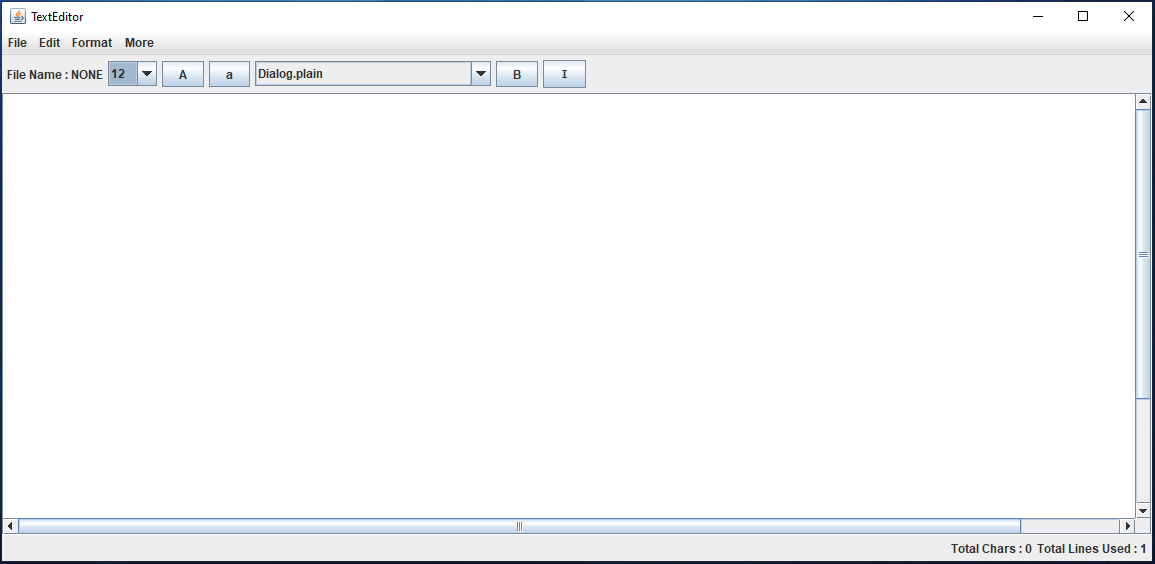 TextEditor
File Edit Format More
File Name : NONE 12 A a Dialog.plain B I
Total Chars : 0 Total Lines Used : 1